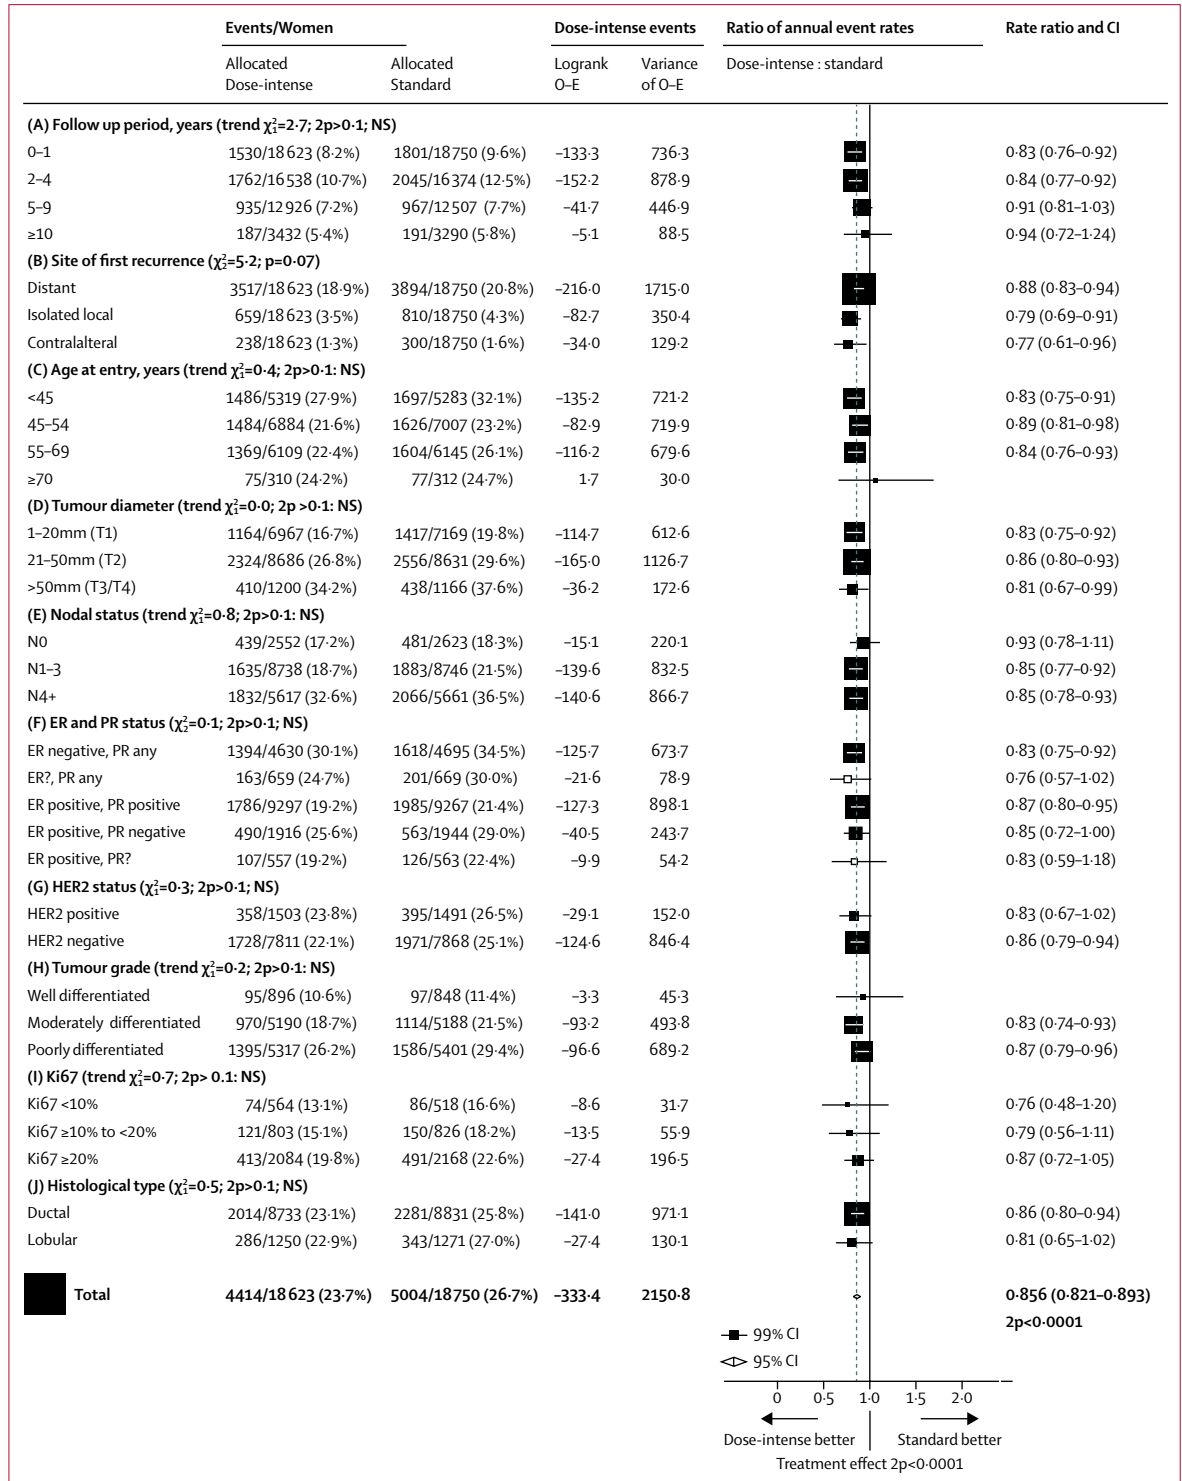 Events/Women Dose-intense events Ratio of annual event rates Rate ratio and CI
Allocated Dose-intense Allocated Standard Logrank O–E Variance of O–E Dose-intense : standard
(A) Follow up period, years (trend χ²₁=2·7; 2p>0·1; NS)
0–1 1530/18 623 (8·2%) 1801/18 750 (9·6%) –133·3 736·3 0·83 (0·76–0·92)
2–4 1762/16 538 (10·7%) 2045/16 374 (12·5%) –152·2 878·9 0·84 (0·77–0·92)
5–9 935/12 926 (7·2%) 967/12 507 (7·7%) –41·7 446·9 0·91 (0·81–1·03)
≥10 187/3432 (5·4%) 191/3290 (5·8%) –5·1 88·5 0·94 (0·72–1·24)
(B) Site of first recurrence (χ²₂=5·2; p=0·07)
Distant 3517/18 623 (18·9%) 3894/18 750 (20·8%) –216·0 1715·0 0·88 (0·83–0·94)
Isolated local 659/18 623 (3·5%) 810/18 750 (4·3%) –82·7 350·4 0·79 (0·69–0·91)
Contralalteral 238/18 623 (1·3%) 300/18 750 (1·6%) –34·0 129·2 0·77 (0·61–0·96)
(C) Age at entry, years (trend χ²₁=0·4; 2p>0·1: NS)
<45 1486/5319 (27·9%) 1697/5283 (32·1%) –135·2 721·2 0·83 (0·75–0·91)
45–54 1484/6884 (21·6%) 1626/7007 (23·2%) –82·9 719·9 0·89 (0·81–0·98)
55–69 1369/6109 (22·4%) 1604/6145 (26·1%) –116·2 679·6 0·84 (0·76–0·93)
≥70 75/310 (24·2%) 77/312 (24·7%) 1·7 30·0
(D) Tumour diameter (trend χ²₁=0·0; 2p >0·1: NS)
1–20mm (T1) 1164/6967 (16·7%) 1417/7169 (19·8%) –114·7 612·6 0·83 (0·75–0·92)
21–50mm (T2) 2324/8686 (26·8%) 2556/8631 (29·6%) –165·0 1126·7 0·86 (0·80–0·93)
>50mm (T3/T4) 410/1200 (34·2%) 438/1166 (37·6%) –36·2 172·6 0·81 (0·67–0·99)
(E) Nodal status (trend χ²₁=0·8; 2p>0·1: NS)
N0 439/2552 (17·2%) 481/2623 (18·3%) –15·1 220·1 0·93 (0·78–1·11)
N1–3 1635/8738 (18·7%) 1883/8746 (21·5%) –139·6 832·5 0·85 (0·77–0·92)
N4+ 1832/5617 (32·6%) 2066/5661 (36·5%) –140·6 866·7 0·85 (0·78–0·93)
(F) ER and PR status (χ²₂=0·1; 2p>0·1; NS)
ER negative, PR any 1394/4630 (30·1%) 1618/4695 (34·5%) –125·7 673·7 0·83 (0·75–0·92)
ER?, PR any 163/659 (24·7%) 201/669 (30·0%) –21·6 78·9 0·76 (0·57–1·02)
ER positive, PR positive 1786/9297 (19·2%) 1985/9267 (21·4%) –127·3 898·1 0·87 (0·80–0·95)
ER positive, PR negative 490/1916 (25·6%) 563/1944 (29·0%) –40·5 243·7 0·85 (0·72–1·00)
ER positive, PR? 107/557 (19·2%) 126/563 (22·4%) –9·9 54·2 0·83 (0·59–1·18)
(G) HER2 status (χ²₁=0·3; 2p>0·1; NS)
HER2 positive 358/1503 (23·8%) 395/1491 (26·5%) –29·1 152·0 0·83 (0·67–1·02)
HER2 negative 1728/7811 (22·1%) 1971/7868 (25·1%) –124·6 846·4 0·86 (0·79–0·94)
(H) Tumour grade (trend χ²₁=0·2; 2p>0·1: NS)
Well differentiated 95/896 (10·6%) 97/848 (11·4%) –3·3 45·3
Moderately differentiated 970/5190 (18·7%) 1114/5188 (21·5%) –93·2 493·8 0·83 (0·74–0·93)
Poorly differentiated 1395/5317 (26·2%) 1586/5401 (29·4%) –96·6 689·2 0·87 (0·79–0·96)
(I) Ki67 (trend χ²₁=0·7; 2p> 0.1: NS)
Ki67 <10% 74/564 (13·1%) 86/518 (16·6%) –8·6 31·7 0·76 (0·48–1·20)
Ki67 ≥10% to <20% 121/803 (15·1%) 150/826 (18·2%) –13·5 55·9 0·79 (0·56–1·11)
Ki67 ≥20% 413/2084 (19·8%) 491/2168 (22·6%) –27·4 196·5 0·87 (0·72–1·05)
(J) Histological type (χ²₁=0·5; 2p>0·1; NS)
Ductal 2014/8733 (23·1%) 2281/8831 (25·8%) –141·0 971·1 0·86 (0·80–0·94)
Lobular 286/1250 (22·9%) 343/1271 (27·0%) –27·4 130·1 0·81 (0·65–1·02)
Total 4414/18 623 (23·7%) 5004/18 750 (26·7%) –333·4 2150·8 0·856 (0·821–0·893)
2p<0·0001
99% CI
95% CI
0 0·5 1·0 1·5 2·0
Dose-intense better Standard better
Treatment effect 2p<0·0001